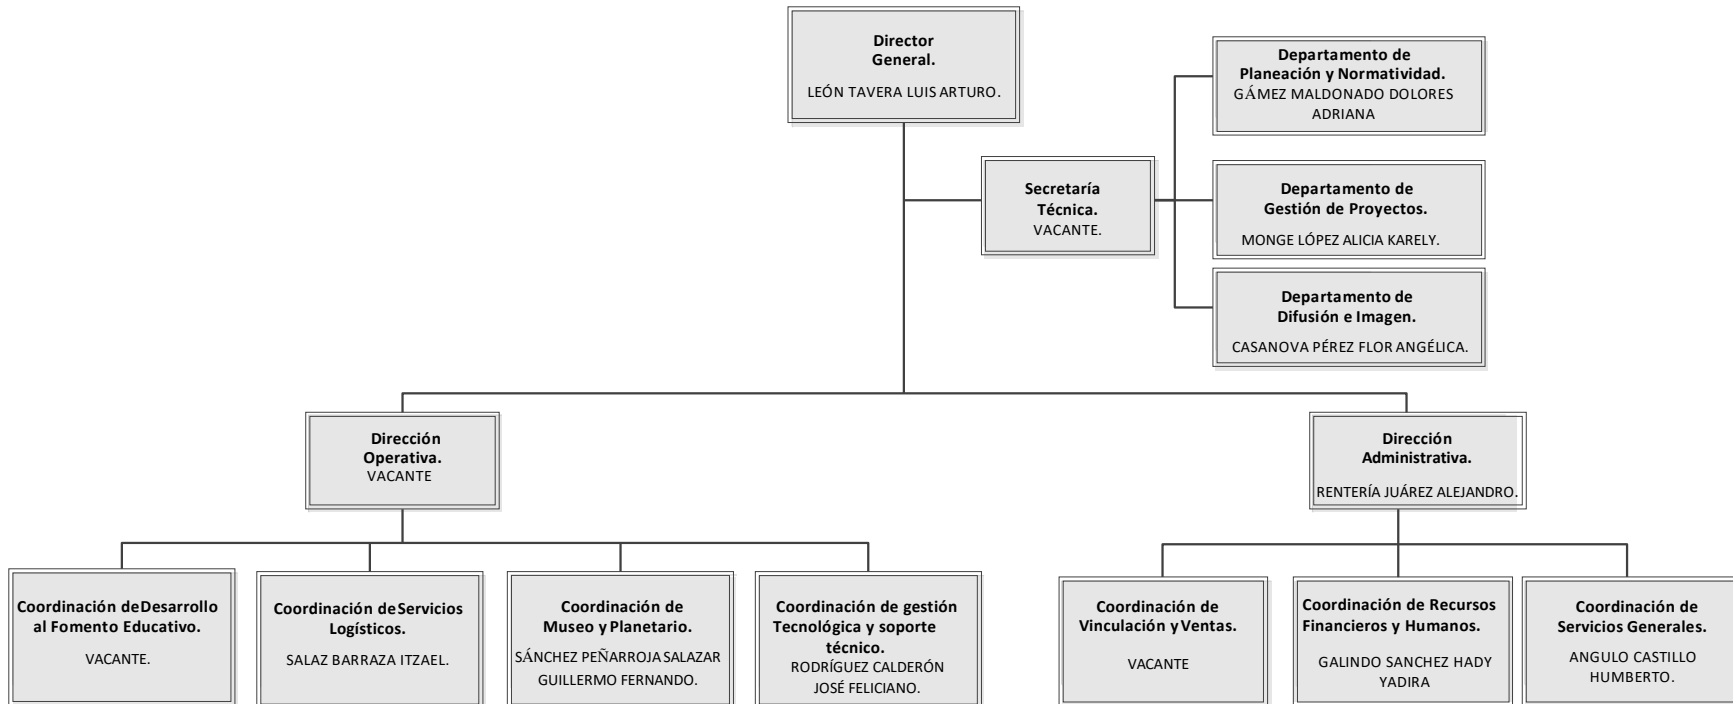 Director
General.
LEÓN TAVERA LUIS ARTURO.
Departamento de
Planeación y Normatividad.
GÁMEZ MALDONADO DOLORES
ADRIANA
Secretaría
Técnica.
VACANTE.
Departamento de
Gestión de Proyectos.
MONGE LÓPEZ ALICIA KARELY.
Departamento de
Difusión e Imagen.
CASANOVA PÉREZ FLOR ANGÉLICA.
Dirección
Operativa.
VACANTE
Dirección
Administrativa.
RENTERÍA JUÁREZ ALEJANDRO.
Coordinación de Desarrollo
al Fomento Educativo.
VACANTE.
Coordinación de Servicios
Logísticos.
SALAZ BARRAZA ITZAEL.
Coordinación de
Museo y Planetario.
SÁNCHEZ PEÑARROJA SALAZAR
GUILLERMO FERNANDO.
Coordinación de gestión
Tecnológica y soporte
técnico.
RODRÍGUEZ CALDERÓN
JOSÉ FELICIANO.
Coordinación de
Vinculación y Ventas.
VACANTE
Coordinación de Recursos
Financieros y Humanos.
GALINDO SANCHEZ HADY
YADIRA
Coordinación de
Servicios Generales.
ANGULO CASTILLO
HUMBERTO.